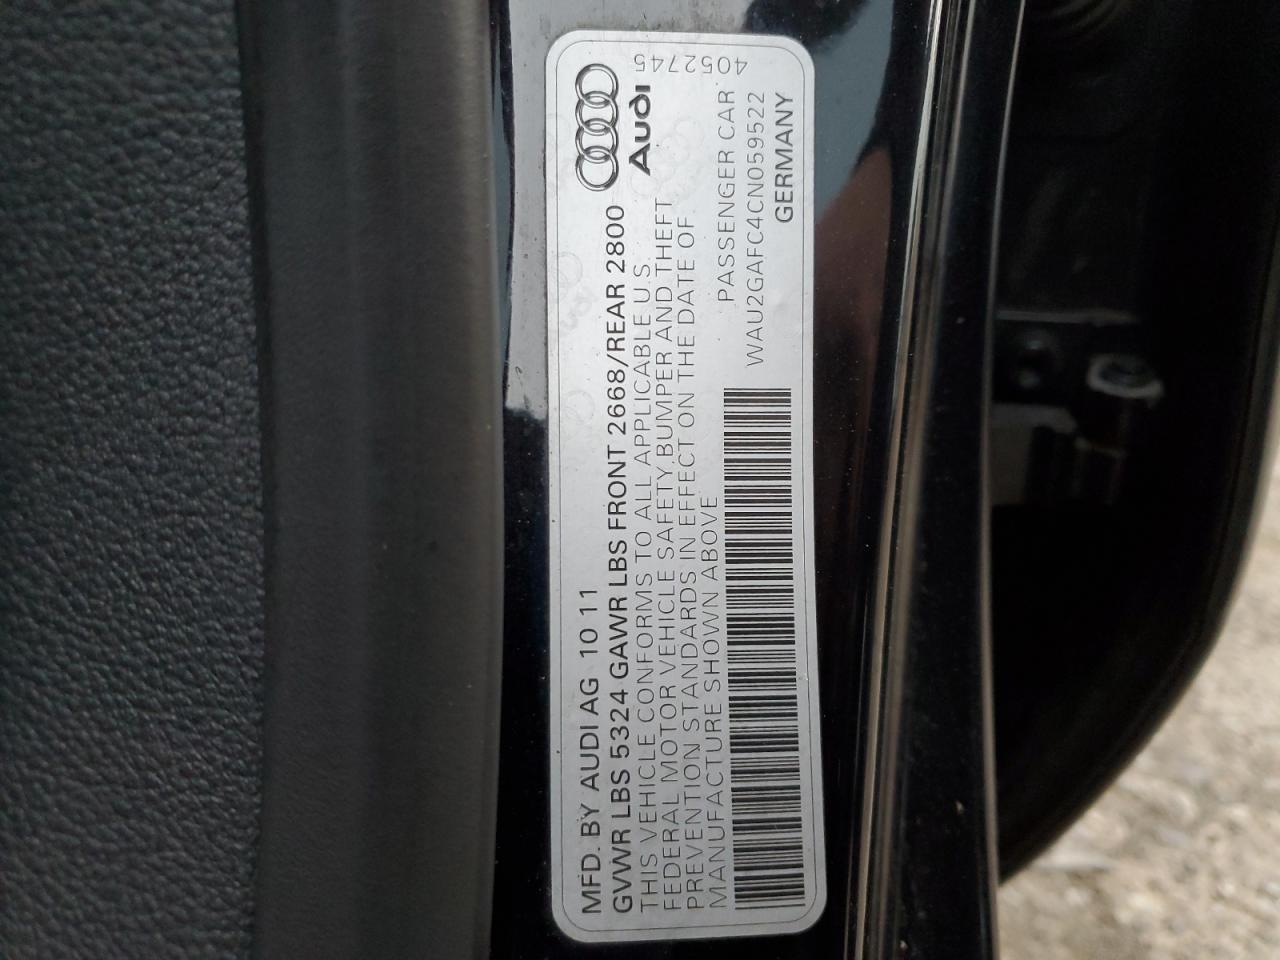 MFD. BY AUDI AG 10 11
GVWR LBS 5324 GAWR LBS FRONT 2668/REAR 2800
THIS VEHICLE CONFORMS TO ALL APPLICABLE U.S.
FEDERAL MOTOR VEHICLE SAFETY BUMPER AND THEFT
PREVENTION STANDARDS IN EFFECT ON THE DATE OF
MANUFACTURE SHOWN ABOVE
PASSENGER CAR
WAU2GAFC4CN059522
GERMANY
Audi
4052745